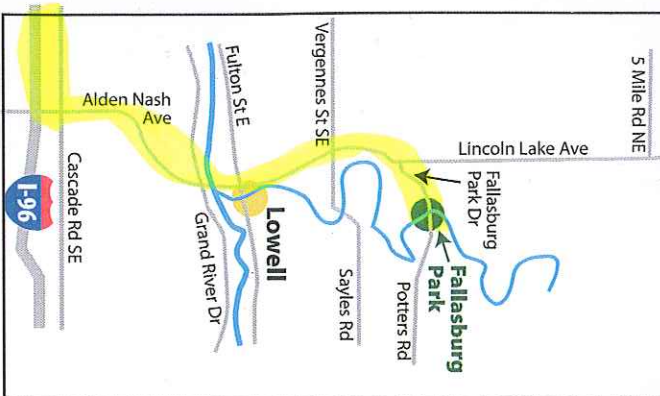 5 Mile Rd NE
Lincoln Lake Ave
Fallasburg
Park Dr
Fallasburg
Park
Potters Rd
Vergennes St SE
Sayles Rd
Fulton St E
Lowell
Grand River Dr
Alden Nash
Ave
Cascade Rd SE
I-96